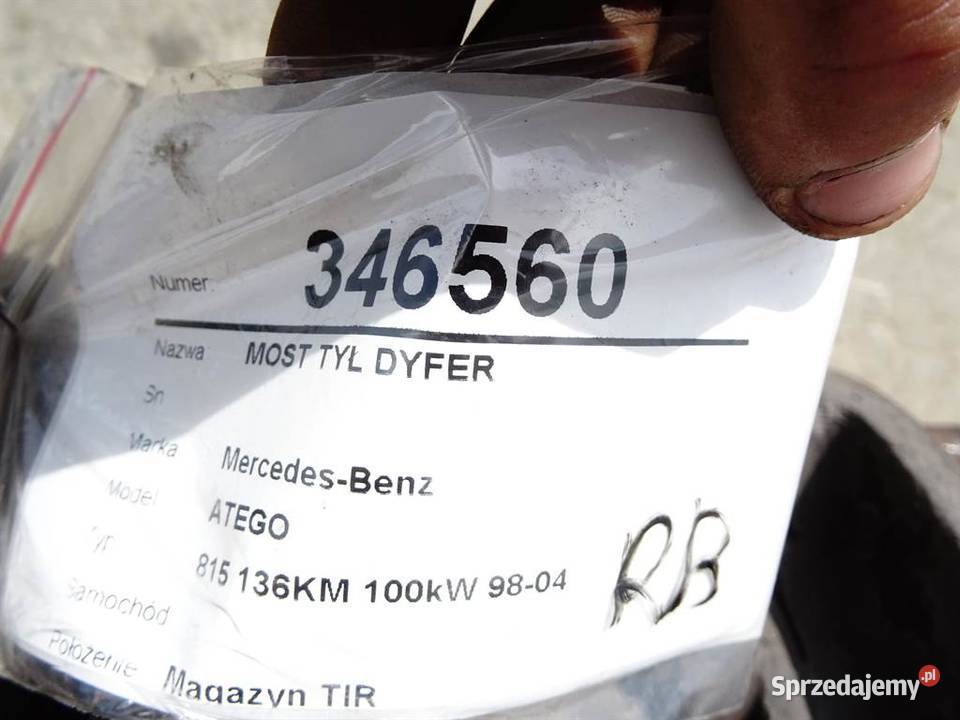 Numer: 346560
Nazwa MOST TYŁ DYFER
Sn
Marka Mercedes-Benz
Model ATEGO
Typ 815 136KM 100kW 98-04
Samochód
Położenie Magazyn TIR
RB
Sprzedajemy.pl